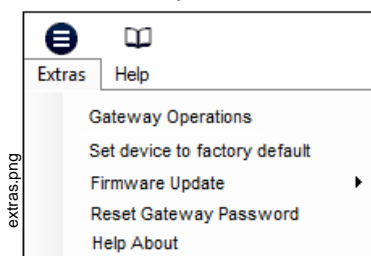 Extras Help
Gateway Operations
Set device to factory default
Firmware Update
Reset Gateway Password
Help About
extras.png